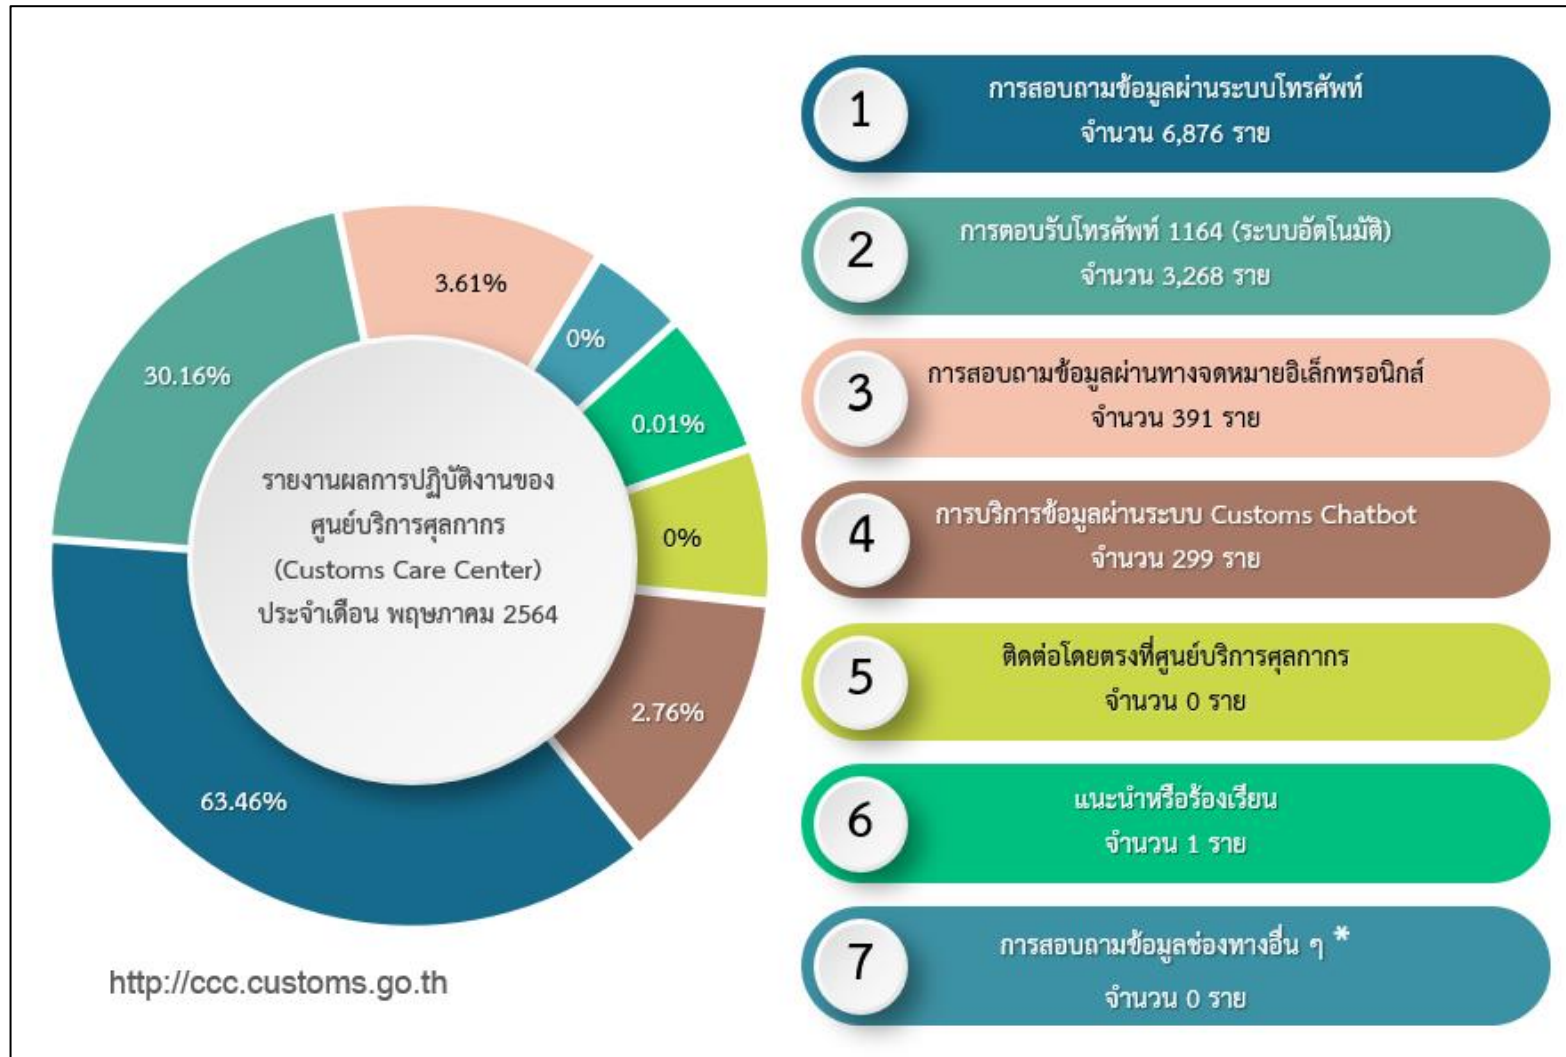 3.61%
0%
30.16%
0.01%
0%
2.76%
63.46%
รายงานผลการปฏิบัติงานของ
ศูนย์บริการศุลกากร
(Customs Care Center)
ประจำเดือน พฤษภาคม 2564
http://ccc.customs.go.th
1
การสอบถามข้อมูลผ่านระบบโทรศัพท์
จำนวน 6,876 ราย
2
การตอบรับโทรศัพท์ 1164 (ระบบอัตโนมัติ)
จำนวน 3,268 ราย
3
การสอบถามข้อมูลผ่านทางจดหมายอิเล็กทรอนิกส์
จำนวน 391 ราย
4
การบริการข้อมูลผ่านระบบ Customs Chatbot
จำนวน 299 ราย
5
ติดต่อโดยตรงที่ศูนย์บริการศุลกากร
จำนวน 0 ราย
6
แนะนำหรือร้องเรียน
จำนวน 1 ราย
7
การสอบถามข้อมูลช่องทางอื่น ๆ *
จำนวน 0 ราย